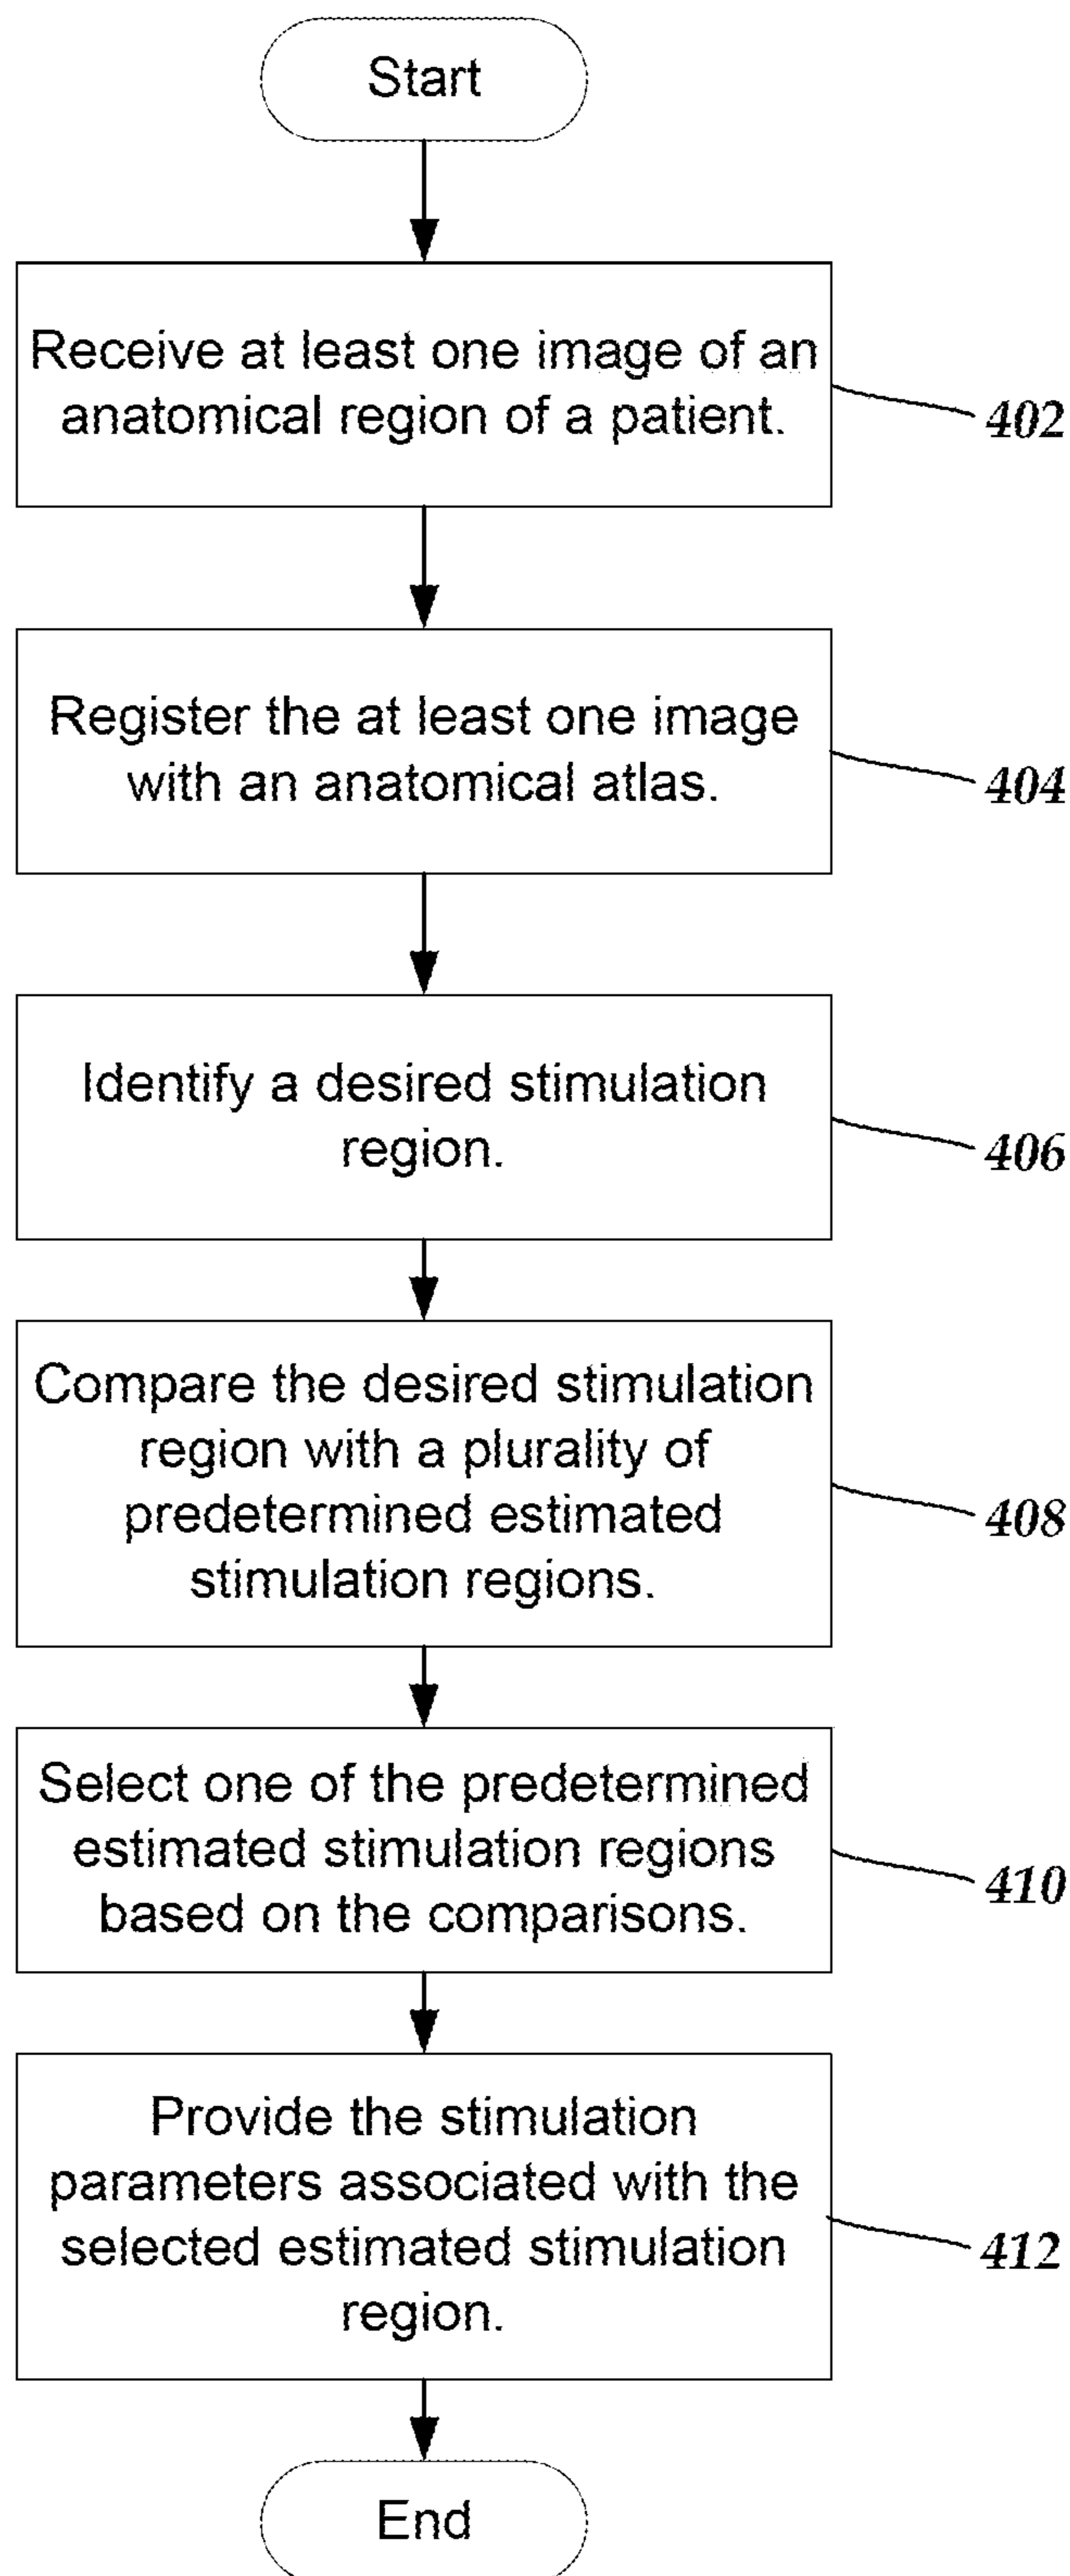 Start
Receive at least one image of an
anatomical region of a patient.
402
Register the at least one image
with an anatomical atlas.
404
Identify a desired stimulation
region.
406
Compare the desired stimulation
region with a plurality of
predetermined estimated
stimulation regions.
408
Select one of the predetermined
estimated stimulation regions
based on the comparisons.
410
Provide the stimulation
parameters associated with the
selected estimated stimulation
region.
412
End